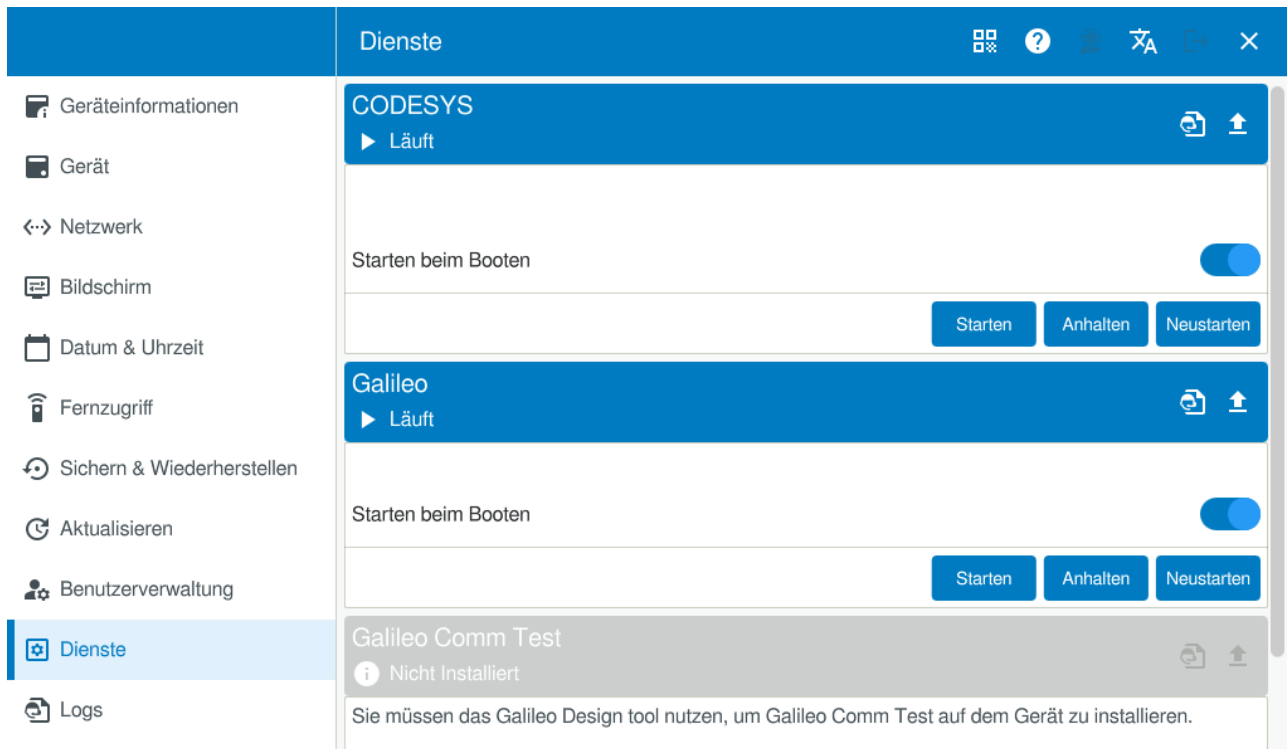 Dienste
Geräteinformationen
Gerät
Netzwerk
Bildschirm
Datum & Uhrzeit
Fernzugriff
Sichern & Wiederherstellen
Aktualisieren
Benutzerverwaltung
Dienste
Logs
CODESYS
Läuft
Starten beim Booten
Starten Anhalten Neustarten
Galileo
Läuft
Starten beim Booten
Starten Anhalten Neustarten
Galileo Comm Test
Nicht Installiert
Sie müssen das Galileo Design tool nutzen, um Galileo Comm Test auf dem Gerät zu installieren.